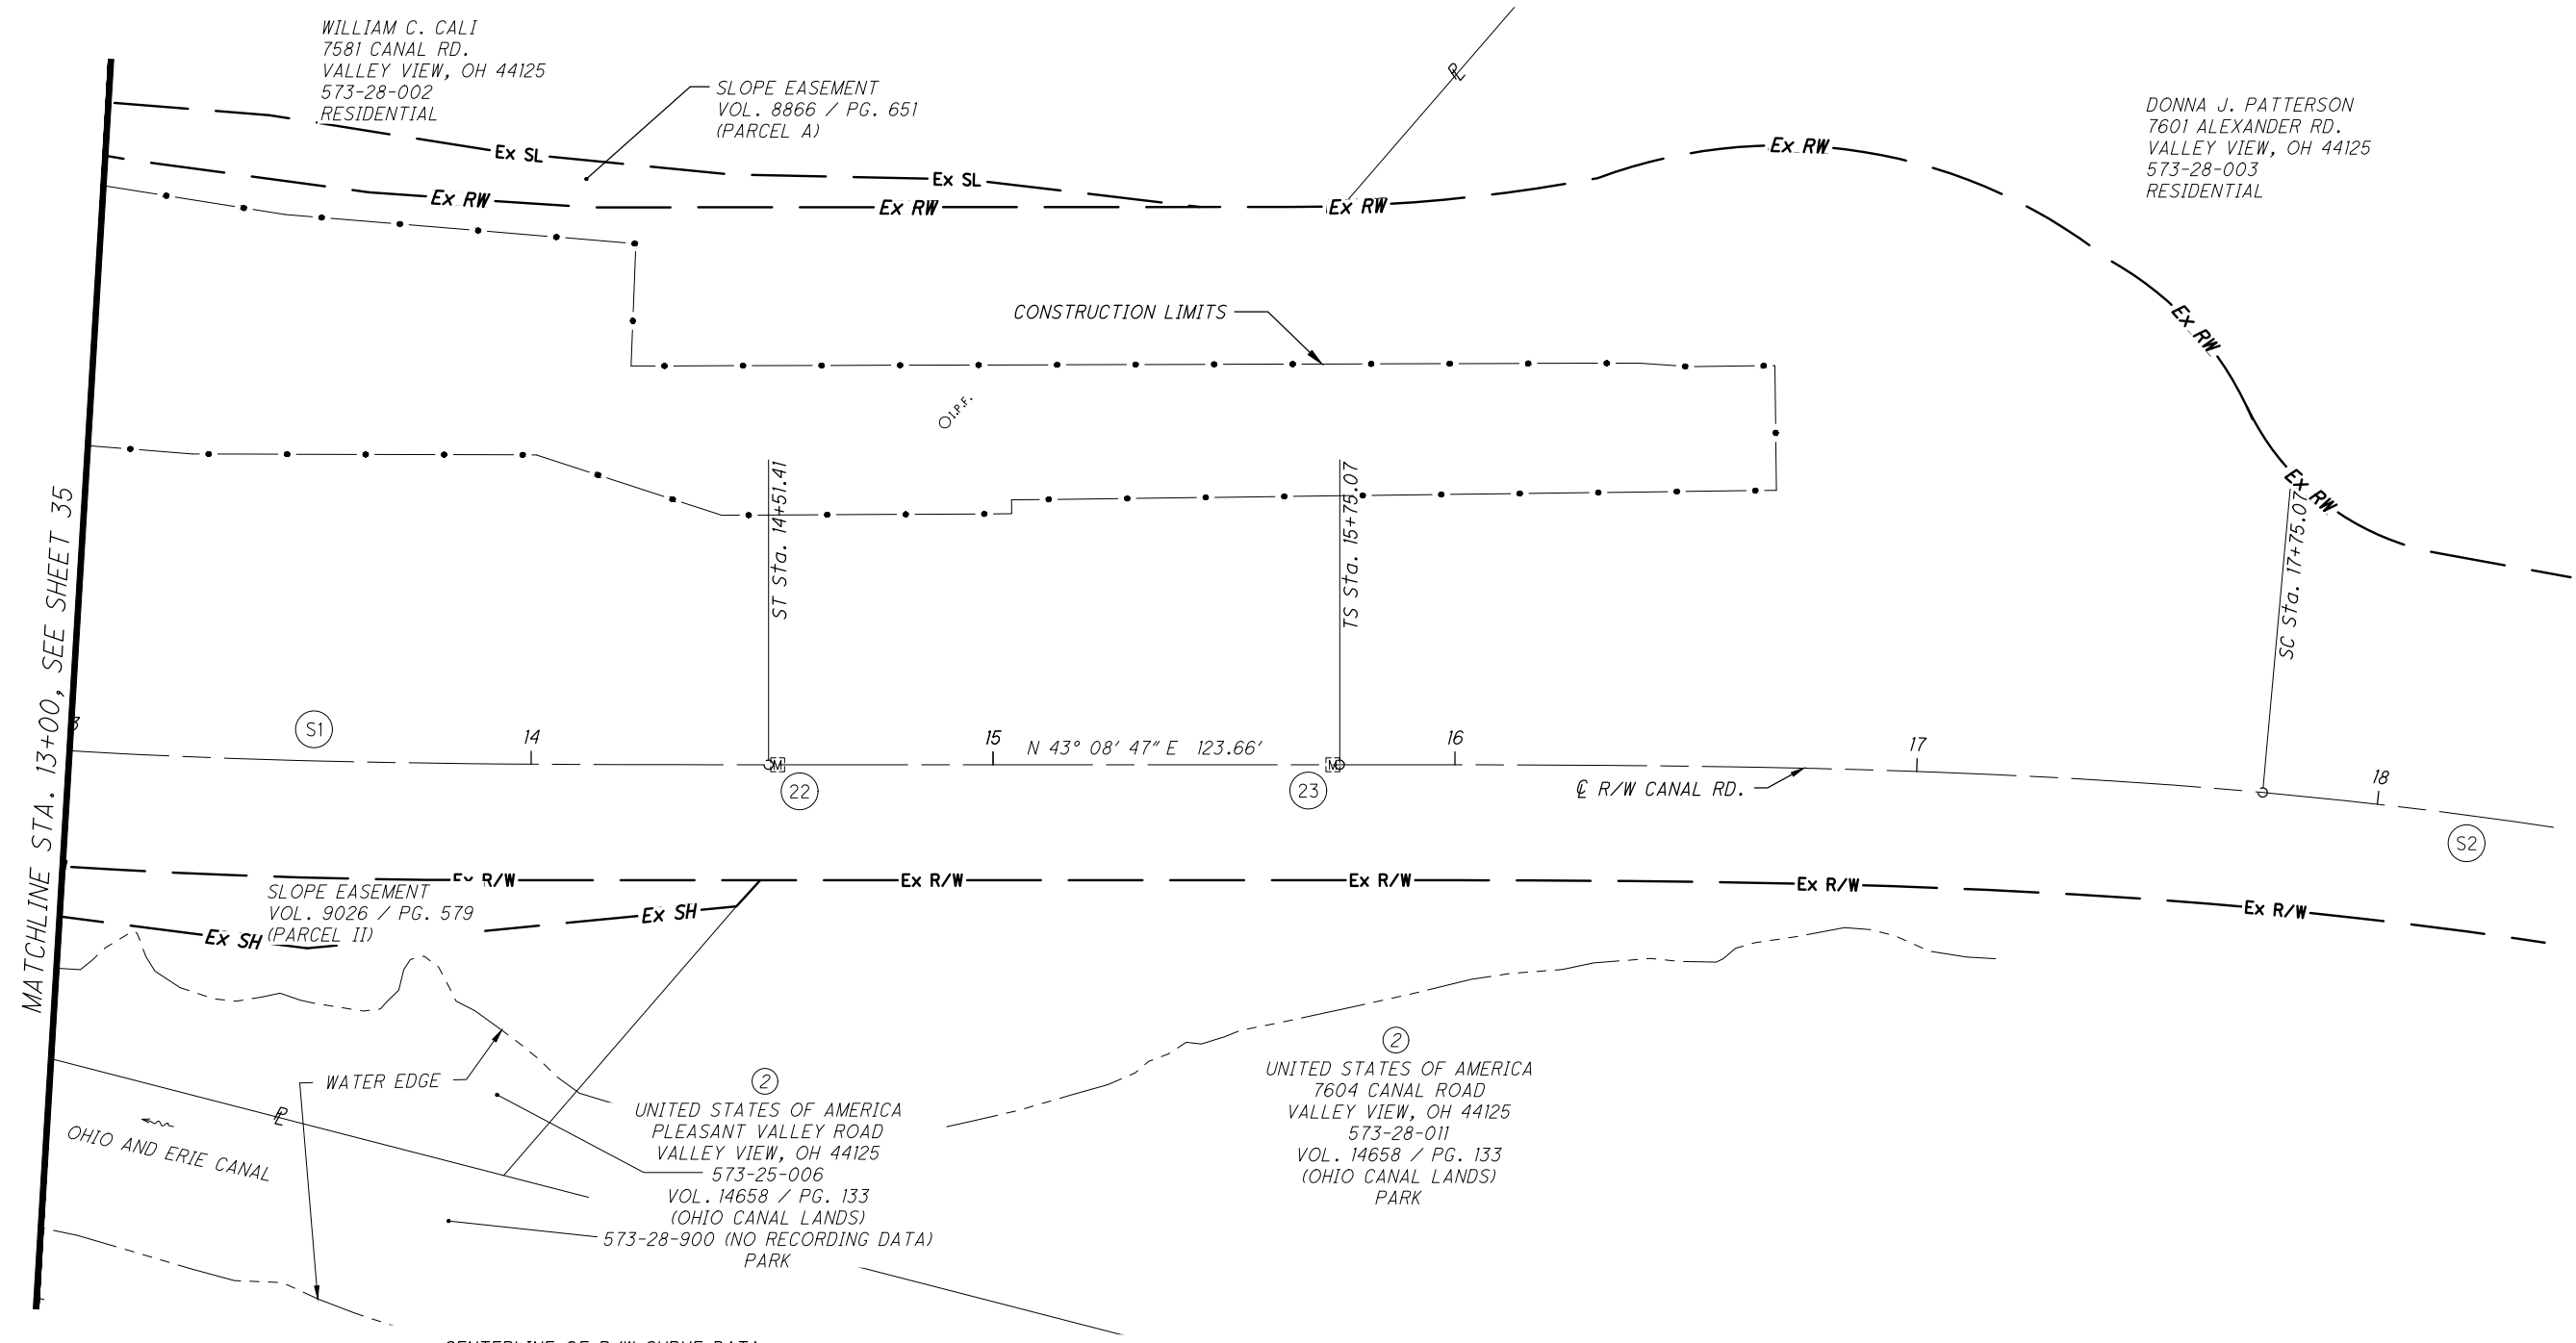 WILLIAM C. CALI
7581 CANAL RD.
VALLEY VIEW, OH 44125
573-28-002
RESIDENTIAL
SLOPE EASEMENT
VOL. 8866 / PG. 651
(PARCEL A)
DONNA J. PATTERSON
7601 ALEXANDER RD.
VALLEY VIEW, OH 44125
573-28-003
RESIDENTIAL
Ex SL
Ex SL
Ex RW
Ex RW
Ex RW
Ex RW
Ex RW
Ex RW
CONSTRUCTION LIMITS
I.P.F.
MATCHLINE STA. 13+00, SEE SHEET 35
ST Sta. 14+51.41
TS Sta. 15+75.07
SC Sta. 17+75.07
S1
14
15
N 43° 08' 47" E 123.66'
16
17
18
M
M
22
23
℄ R/W CANAL RD.
S2
Ex R/W
Ex R/W
Ex R/W
Ex R/W
Ex R/W
SLOPE EASEMENT
VOL. 9026 / PG. 579
(PARCEL II)
Ex SH
Ex SH
WATER EDGE
OHIO AND ERIE CANAL
2
UNITED STATES OF AMERICA
PLEASANT VALLEY ROAD
VALLEY VIEW, OH 44125
573-25-006
VOL. 14658 / PG. 133
(OHIO CANAL LANDS)
573-28-900 (NO RECORDING DATA)
PARK
2
UNITED STATES OF AMERICA
7604 CANAL ROAD
VALLEY VIEW, OH 44125
573-28-011
VOL. 14658 / PG. 133
(OHIO CANAL LANDS)
PARK